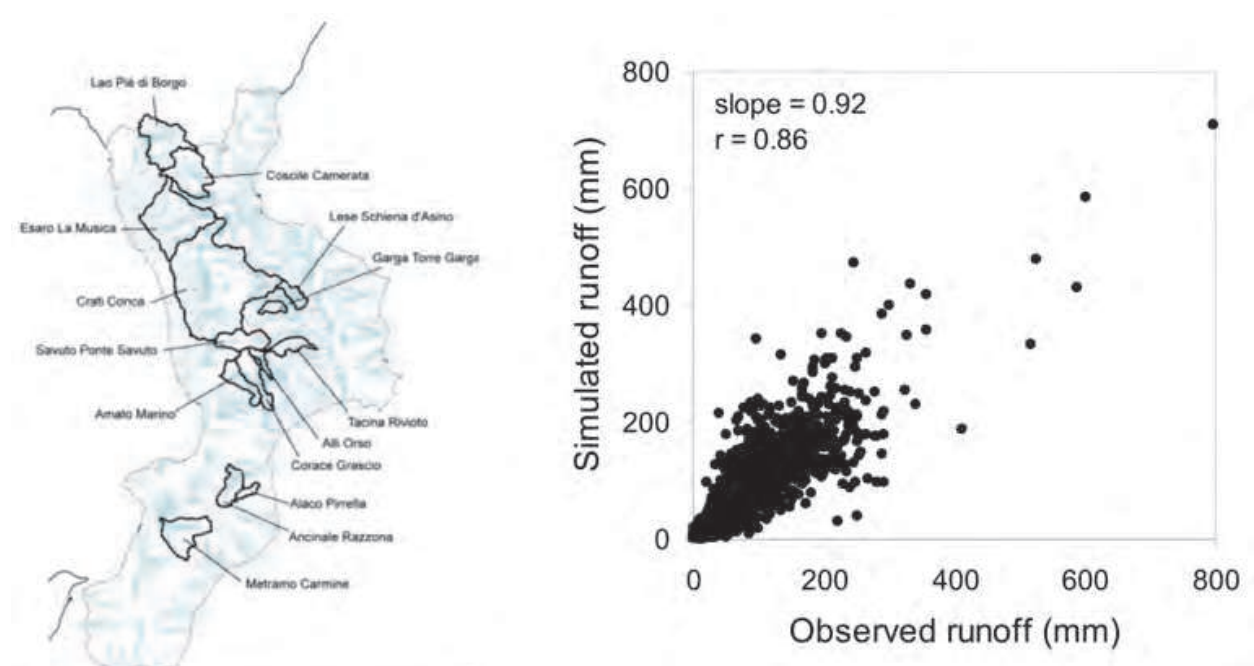 Lao Piè di Borgo
Coscile Camerata
Lese Schiena d'Asino
Esaro La Musica
Garga Torre Garga
Crati Conca
Savuto Ponte Savuto
Amato Marino
Tacina Rivioto
Alli Orso
Corace Grascio
Alaco Pirrella
Ancinale Razzona
Metramo Carmine
800
600
400
200
0
slope = 0.92
r = 0.86
Simulated runoff (mm)
0 200 400 600 800
Observed runoff (mm)